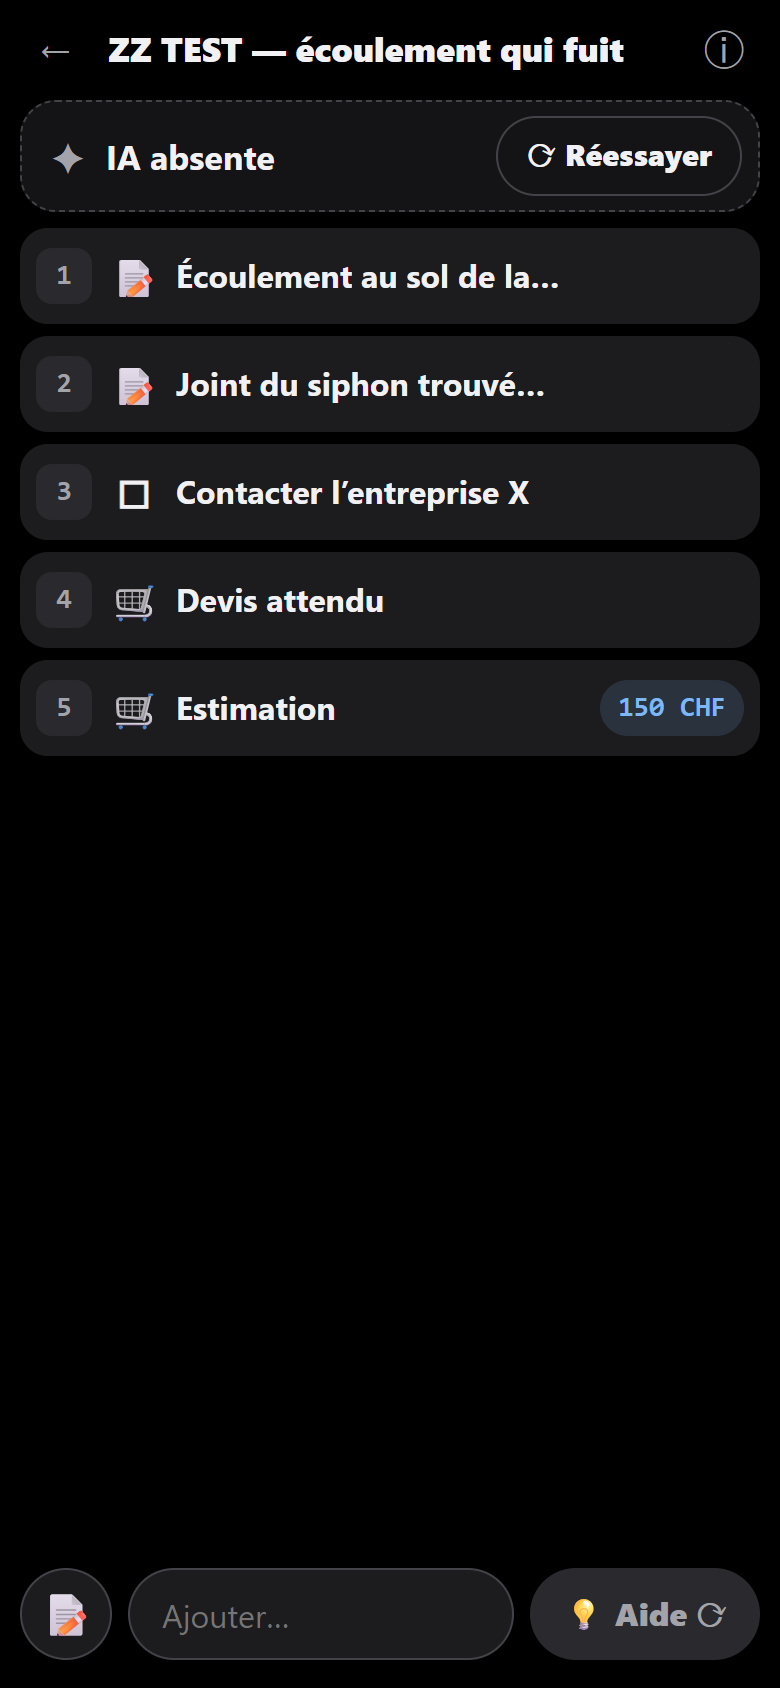 ← ZZ TEST — écoulement qui fuit ⓘ
✦ IA absente ⟳ Réessayer
1 📝 Écoulement au sol de la…
2 📝 Joint du siphon trouvé…
3 ☐ Contacter l’entreprise X
4 🛒 Devis attendu
5 🛒 Estimation 150 CHF
📝 Ajouter… 💡 Aide ⟳